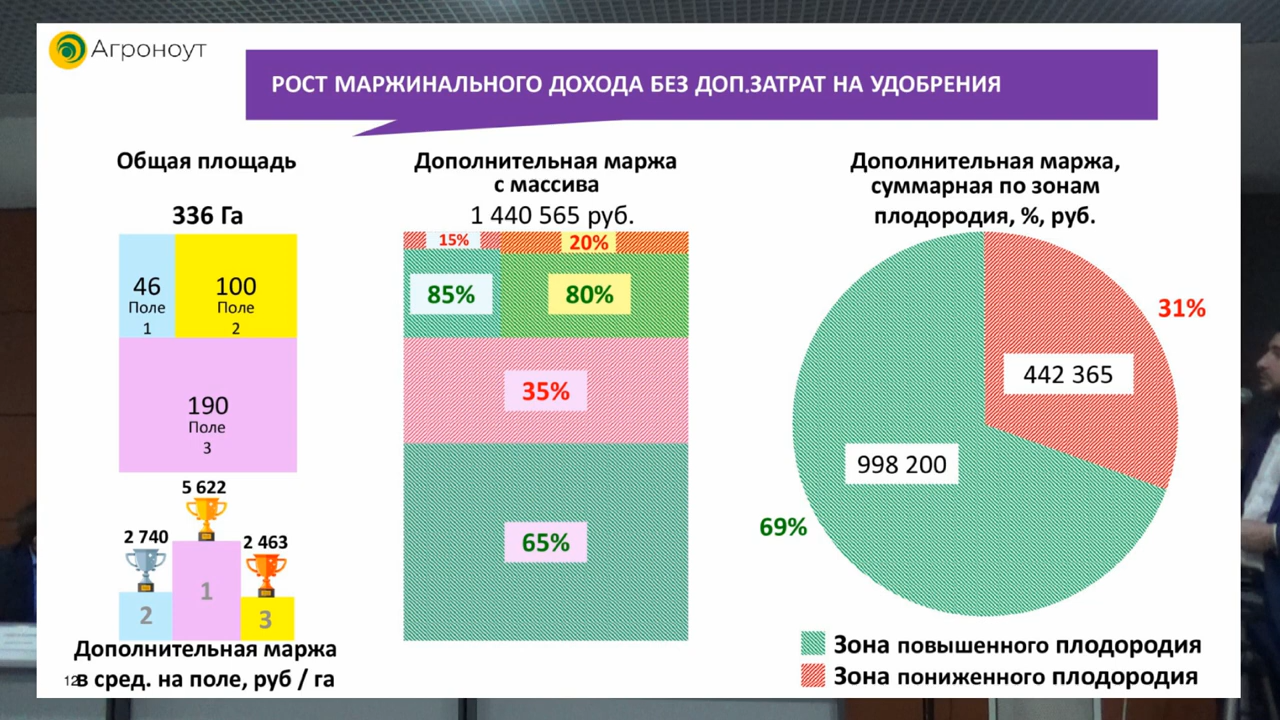 Агроноут
РОСТ МАРЖИНАЛЬНОГО ДОХОДА БЕЗ ДОП.ЗАТРАТ НА УДОБРЕНИЯ
Общая площадь
336 Га
46
Поле
1
100
Поле
2
190
Поле
3
5 622
2 740
2 463
2
1
3
Дополнительная маржа
в сред. на поле, руб / га
12
Дополнительная маржа
с массива
1 440 565 руб.
15%
20%
85%
80%
35%
65%
Дополнительная маржа,
суммарная по зонам
плодородия, %, руб.
31%
442 365
998 200
69%
Зона повышенного плодородия
Зона пониженного плодородия